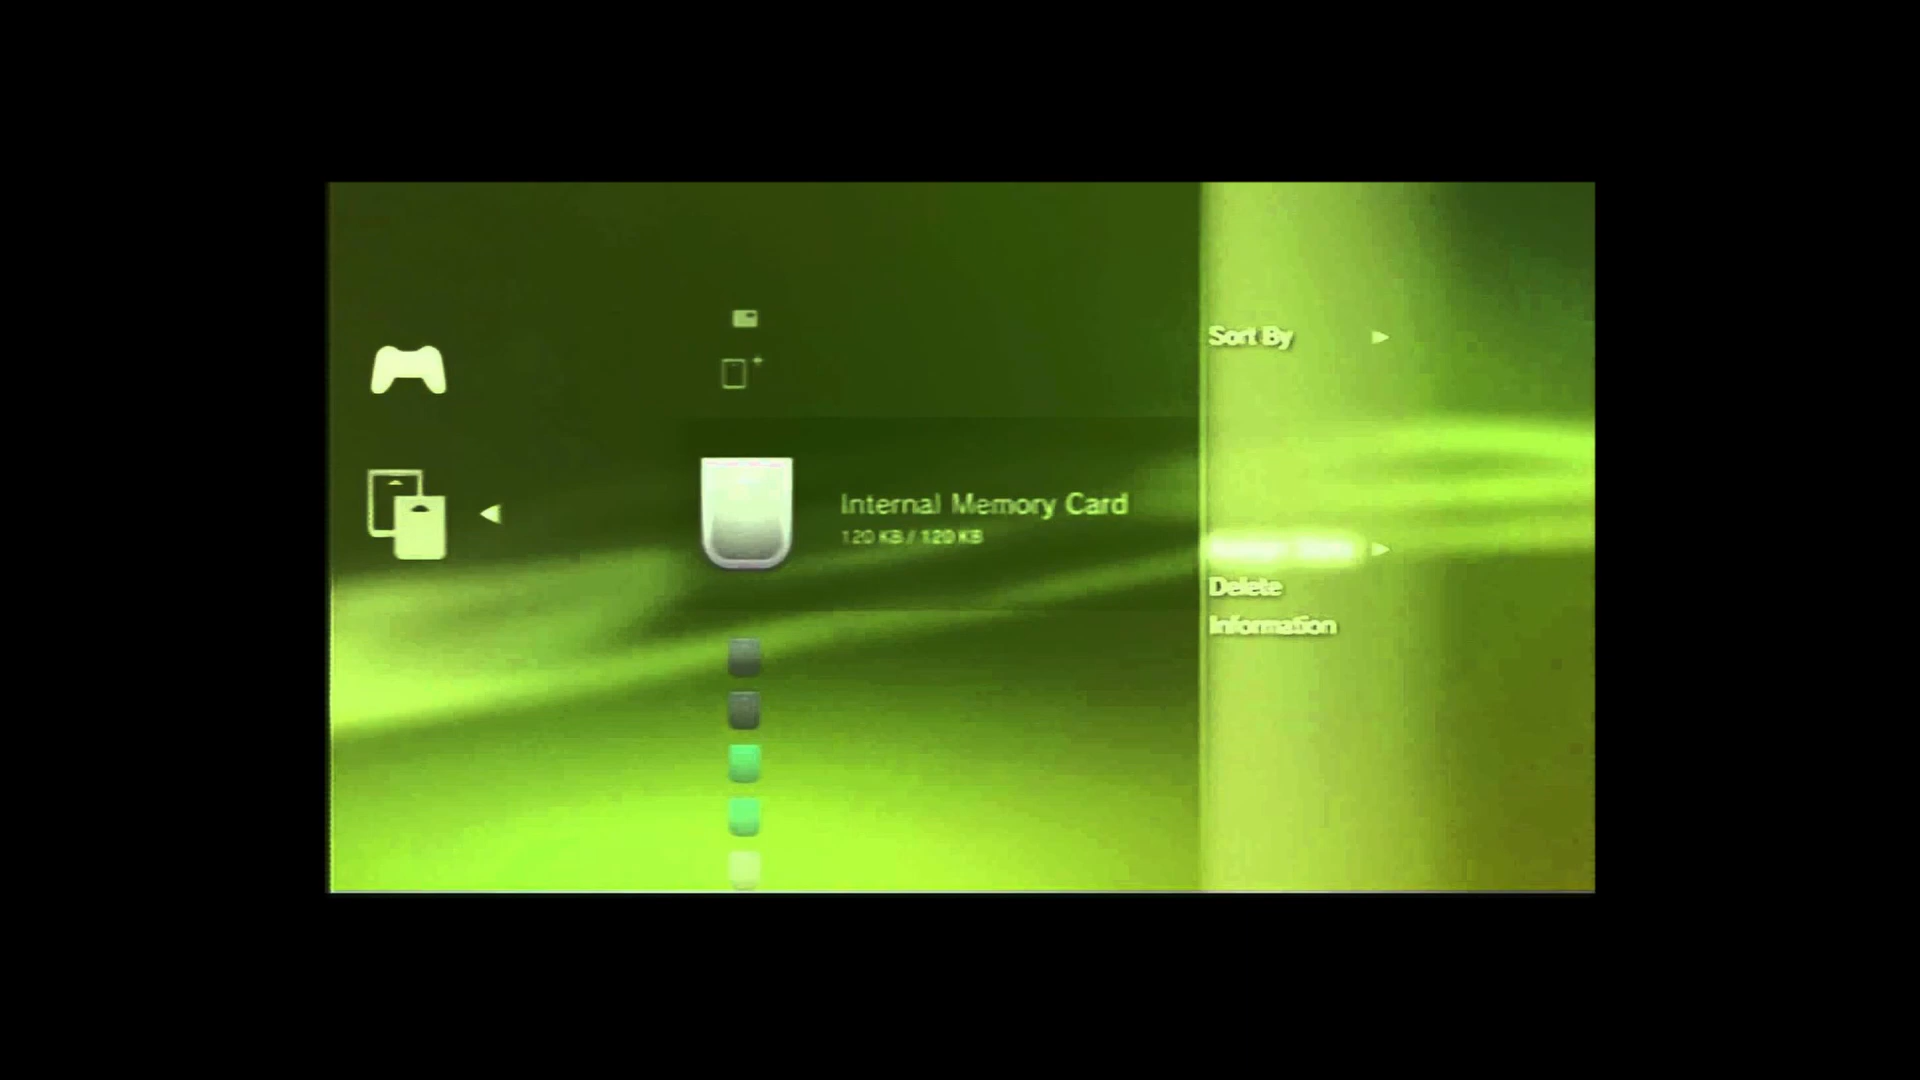 Sort By
Internal Memory Card
120 KB / 120 KB
Delete
Information